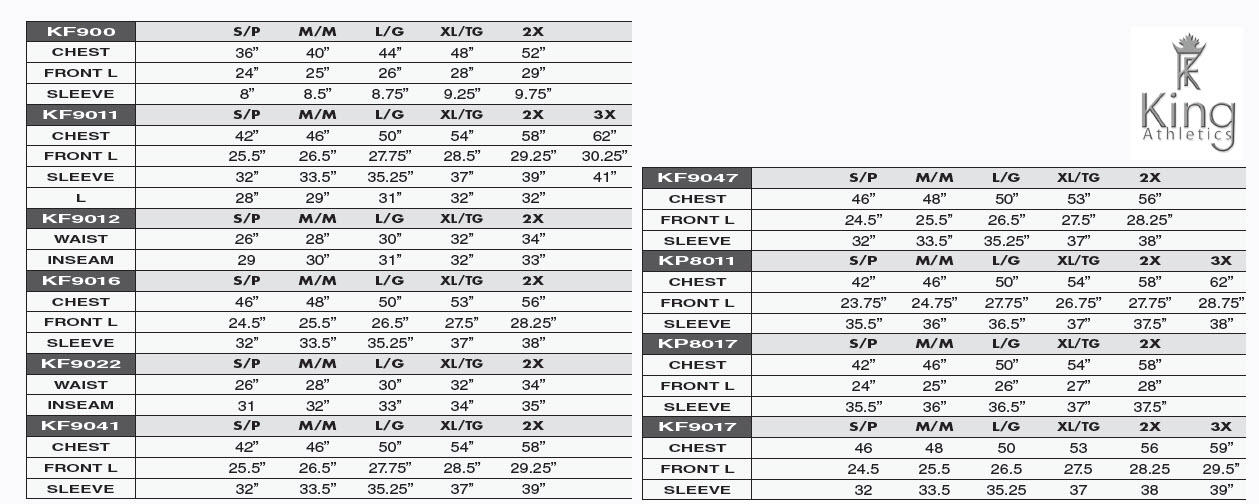 KF900 S/P M/M L/G XL/TG 2X
CHEST 36” 40” 44” 48” 52”
FRONT L 24” 25” 26” 28” 29”
SLEEVE 8” 8.5” 8.75” 9.25” 9.75”
KF9011 S/P M/M L/G XL/TG 2X 3X
CHEST 42” 46” 50” 54” 58” 62”
FRONT L 25.5” 26.5” 27.75” 28.5” 29.25” 30.25”
SLEEVE 32” 33.5” 35.25” 37” 39” 41”
L 28” 29” 31” 32” 32”
KF9012 S/P M/M L/G XL/TG 2X
WAIST 26” 28” 30” 32” 34”
INSEAM 29 30” 31” 32” 33”
KF9016 S/P M/M L/G XL/TG 2X
CHEST 46” 48” 50” 53” 56”
FRONT L 24.5” 25.5” 26.5” 27.5” 28.25”
SLEEVE 32” 33.5” 35.25” 37” 38”
KF9022 S/P M/M L/G XL/TG 2X
WAIST 26” 28” 30” 32” 34”
INSEAM 31 32” 33” 34” 35”
KF9041 S/P M/M L/G XL/TG 2X
CHEST 42” 46” 50” 54” 58”
FRONT L 25.5” 26.5” 27.75” 28.5” 29.25”
SLEEVE 32” 33.5” 35.25” 37” 39”
King
Athletics
KF9047 S/P M/M L/G XL/TG 2X
CHEST 46” 48” 50” 53” 56”
FRONT L 24.5” 25.5” 26.5” 27.5” 28.25”
SLEEVE 32” 33.5” 35.25” 37” 38”
KP8011 S/P M/M L/G XL/TG 2X 3X
CHEST 42” 46” 50” 54” 58” 62”
FRONT L 23.75” 24.75” 27.75” 26.75” 27.75” 28.75”
SLEEVE 35.5” 36” 36.5” 37” 37.5” 38”
KP8017 S/P M/M L/G XL/TG 2X
CHEST 42” 46” 50” 54” 58”
FRONT L 24” 25” 26” 27” 28”
SLEEVE 35.5” 36” 36.5” 37” 37.5”
KF9017 S/P M/M L/G XL/TG 2X 3X
CHEST 46 48 50 53 56 59”
FRONT L 24.5 25.5 26.5 27.5 28.25 29.5”
SLEEVE 32 33.5 35.25 37 38 39”